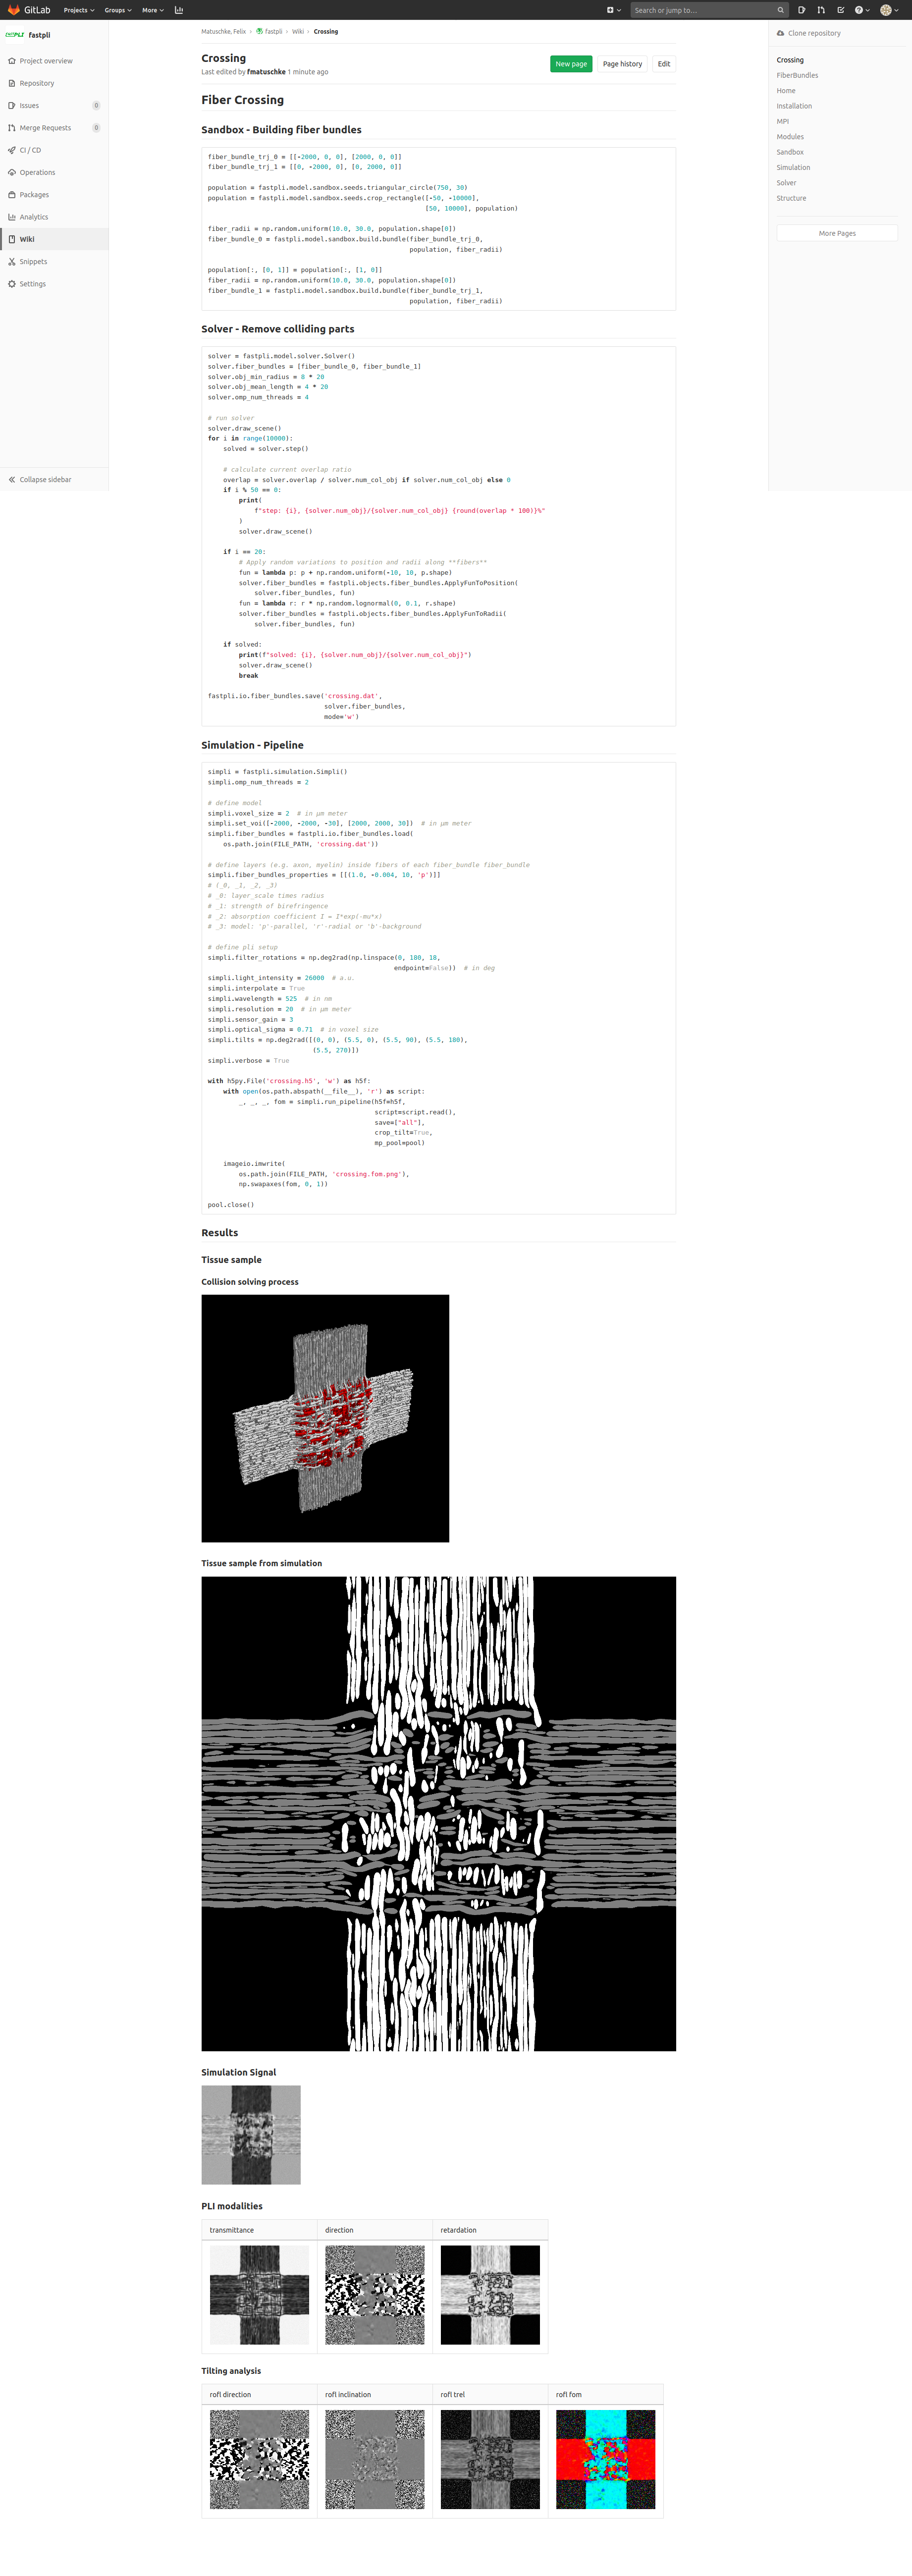 GitLab Projects Groups More Search or jump to…
fastpli
Project overview
Repository
Issues 0
Merge Requests 0
CI / CD
Operations
Packages
Analytics
Wiki
Snippets
Settings
Collapse sidebar
Matuschke, Felix › fastpli › Wiki › Crossing
Crossing
Last edited by fmatuschke 1 minute ago
New page Page history Edit
Fiber Crossing
Sandbox - Building fiber bundles
fiber_bundle_trj_0 = [[-2000, 0, 0], [2000, 0, 0]]
fiber_bundle_trj_1 = [[0, -2000, 0], [0, 2000, 0]]
population = fastpli.model.sandbox.seeds.triangular_circle(750, 30)
population = fastpli.model.sandbox.seeds.crop_rectangle([-50, -10000],
[50, 10000], population)
fiber_radii = np.random.uniform(10.0, 30.0, population.shape[0])
fiber_bundle_0 = fastpli.model.sandbox.build.bundle(fiber_bundle_trj_0,
population, fiber_radii)
population[:, [0, 1]] = population[:, [1, 0]]
fiber_radii = np.random.uniform(10.0, 30.0, population.shape[0])
fiber_bundle_1 = fastpli.model.sandbox.build.bundle(fiber_bundle_trj_1,
population, fiber_radii)
Solver - Remove colliding parts
solver = fastpli.model.solver.Solver()
solver.fiber_bundles = [fiber_bundle_0, fiber_bundle_1]
solver.obj_min_radius = 8 * 20
solver.obj_mean_length = 4 * 20
solver.omp_num_threads = 4
# run solver
solver.draw_scene()
for i in range(10000):
solved = solver.step()
# calculate current overlap ratio
overlap = solver.overlap / solver.num_col_obj if solver.num_col_obj else 0
if i % 50 == 0:
print(
f"step: {i}, {solver.num_obj}/{solver.num_col_obj} {round(overlap * 100)}%"
)
solver.draw_scene()
if i == 20:
# Apply random variations to position and radii along **fibers**
fun = lambda p: p + np.random.uniform(-10, 10, p.shape)
solver.fiber_bundles = fastpli.objects.fiber_bundles.ApplyFunToPosition(
solver.fiber_bundles, fun)
fun = lambda r: r * np.random.lognormal(0, 0.1, r.shape)
solver.fiber_bundles = fastpli.objects.fiber_bundles.ApplyFunToRadii(
solver.fiber_bundles, fun)
if solved:
print(f"solved: {i}, {solver.num_obj}/{solver.num_col_obj}")
solver.draw_scene()
break
fastpli.io.fiber_bundles.save('crossing.dat',
solver.fiber_bundles,
mode='w')
Simulation - Pipeline
simpli = fastpli.simulation.Simpli()
simpli.omp_num_threads = 2
# define model
simpli.voxel_size = 2 # in µm meter
simpli.set_voi([-2000, -2000, -30], [2000, 2000, 30]) # in µm meter
simpli.fiber_bundles = fastpli.io.fiber_bundles.load(
os.path.join(FILE_PATH, 'crossing.dat'))
# define layers (e.g. axon, myelin) inside fibers of each fiber_bundle fiber_bundle
simpli.fiber_bundles_properties = [[(1.0, -0.004, 10, 'p')]]
# (_0, _1, _2, _3)
# _0: layer_scale times radius
# _1: strength of birefringence
# _2: absorption coefficient I = I*exp(-mu*x)
# _3: model: 'p'-parallel, 'r'-radial or 'b'-background
# define pli setup
simpli.filter_rotations = np.deg2rad(np.linspace(0, 180, 18,
endpoint=False)) # in deg
simpli.light_intensity = 26000 # a.u.
simpli.interpolate = True
simpli.wavelength = 525 # in nm
simpli.resolution = 20 # in µm meter
simpli.sensor_gain = 3
simpli.optical_sigma = 0.71 # in voxel size
simpli.tilts = np.deg2rad([(0, 0), (5.5, 0), (5.5, 90), (5.5, 180),
(5.5, 270)])
simpli.verbose = True
with h5py.File('crossing.h5', 'w') as h5f:
with open(os.path.abspath(__file__), 'r') as script:
_, _, _, fom = simpli.run_pipeline(h5f=h5f,
script=script.read(),
save=["all"],
crop_tilt=True,
mp_pool=pool)
imageio.imwrite(
os.path.join(FILE_PATH, 'crossing.fom.png'),
np.swapaxes(fom, 0, 1))
pool.close()
Results
Tissue sample
Collision solving process
Tissue sample from simulation
Simulation Signal
PLI modalities
transmittance direction retardation
Tilting analysis
rofl direction rofl inclination rofl trel rofl fom
Clone repository
Crossing
FiberBundles
Home
Installation
MPI
Modules
Sandbox
Simulation
Solver
Structure
More Pages